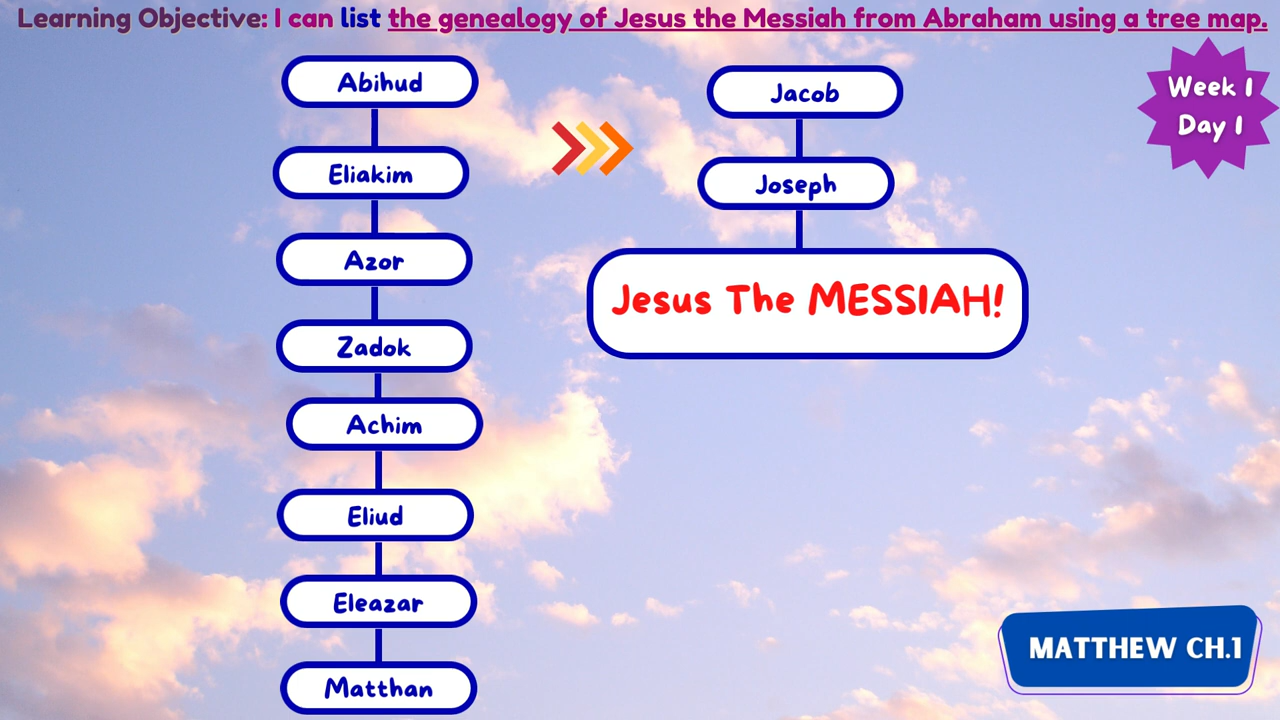 Learning Objective: I can list the genealogy of Jesus the Messiah from Abraham using a tree map.
Week 1
Day 1
Abihud
Eliakim
Azor
Zadok
Achim
Eliud
Eleazar
Matthan
Jacob
Joseph
Jesus The MESSIAH!
MATTHEW CH.1